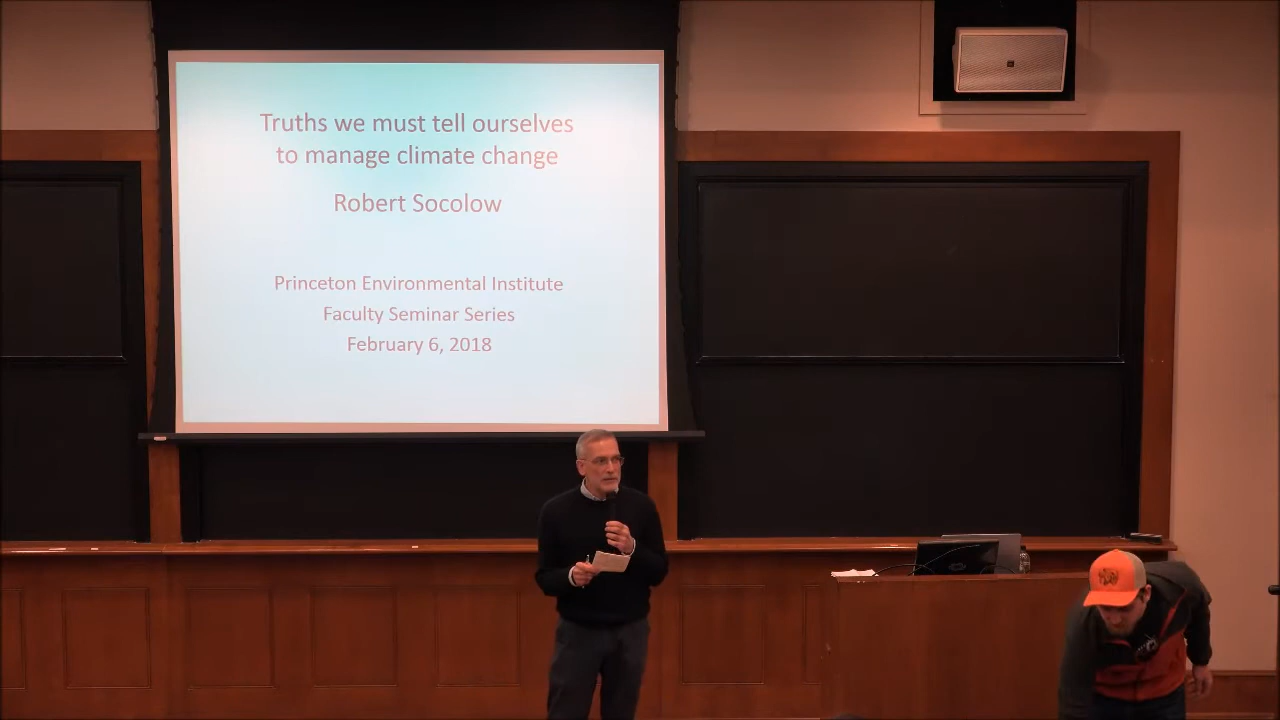 Truths we must tell ourselves
to manage climate change
Robert Socolow
Princeton Environmental Institute
Faculty Seminar Series
February 6, 2018